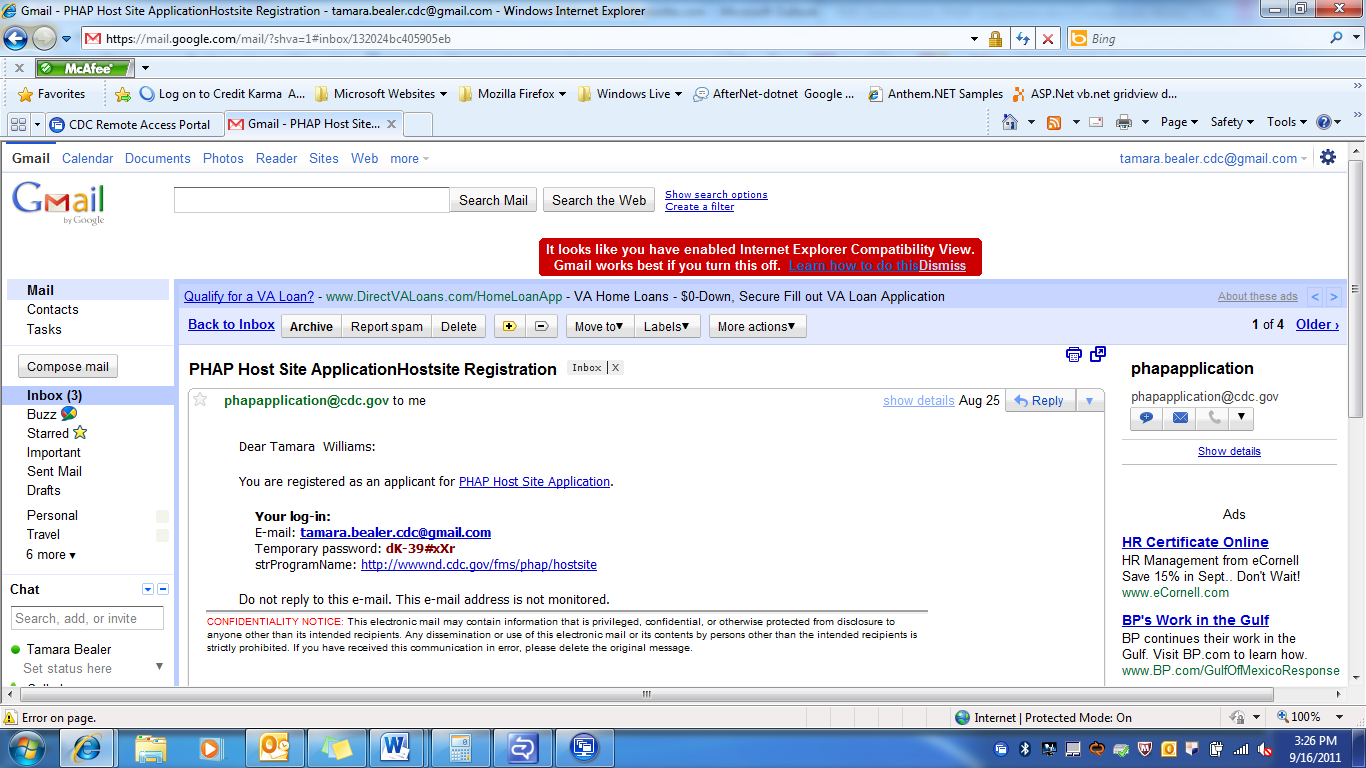 Gmail - PHAP Host Site ApplicationHostsite Registration - tamara.bealer.cdc@gmail.com - Windows Internet Explorer
https://mail.google.com/mail/?shva=1#inbox/132024bc405905eb
Bing
McAfee
Favorites Log on to Credit Karma A... Microsoft Websites Mozilla Firefox Windows Live AfterNet-dotnet Google ... Anthem.NET Samples ASP.Net vb.net gridview d...
CDC Remote Access Portal Gmail - PHAP Host Site... X Page Safety Tools
Gmail Calendar Documents Photos Reader Sites Web more tamara.bealer.cdc@gmail.com
Gmail
by Google
Search Mail Search the Web
Show search options
Create a filter
It looks like you have enabled Internet Explorer Compatibility View.
Gmail works best if you turn this off. Learn how to do thisDismiss
Mail
Contacts
Tasks
Compose mail
Inbox (3)
Buzz
Starred
Important
Sent Mail
Drafts
Personal
Travel
6 more ▾
Chat
Search, add, or invite
Tamara Bealer
Set status here
Qualify for a VA Loan? - www.DirectVALoans.com/HomeLoanApp - VA Home Loans - $0-Down, Secure Fill out VA Loan Application About these ads < >
Back to Inbox Archive Report spam Delete Move to▾ Labels▾ More actions▾ 1 of 4 Older ›
PHAP Host Site ApplicationHostsite Registration Inbox | X
phapapplication@cdc.gov to me show details Aug 25 Reply
Dear Tamara  Williams:
You are registered as an applicant for PHAP Host Site Application.
Your log-in:
E-mail: tamara.bealer.cdc@gmail.com
Temporary password: dK-39#xXr
strProgramName: http://wwwnd.cdc.gov/fms/phap/hostsite
Do not reply to this e-mail. This e-mail address is not monitored.
CONFIDENTIALITY NOTICE: This electronic mail may contain information that is privileged, confidential, or otherwise protected from disclosure to
anyone other than its intended recipients. Any dissemination or use of this electronic mail or its contents by persons other than the intended recipients is
strictly prohibited. If you have received this communication in error, please delete the original message.
phapapplication
phapapplication@cdc.gov
Show details
Ads
HR Certificate Online
HR Management from eCornell
Save 15% in Sept.. Don't Wait!
www.eCornell.com
BP's Work in the Gulf
BP continues their work in the
Gulf. Visit BP.com to learn how.
www.BP.com/GulfOfMexicoResponse
Error on page. Internet | Protected Mode: On 100%
3:26 PM
9/16/2011